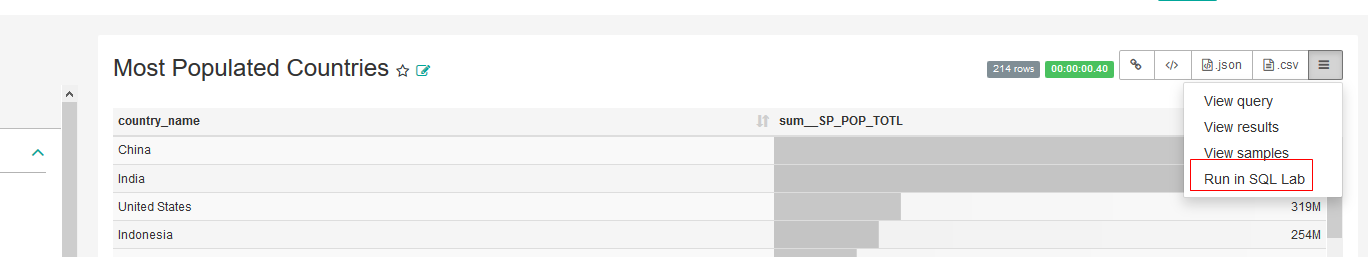 Most Populated Countries
214 rows 00:00:00.40 </> .json .csv
View query
View results
View samples
Run in SQL Lab
country_name sum__SP_POP_TOTL
China
India
United States 319M
Indonesia 254M